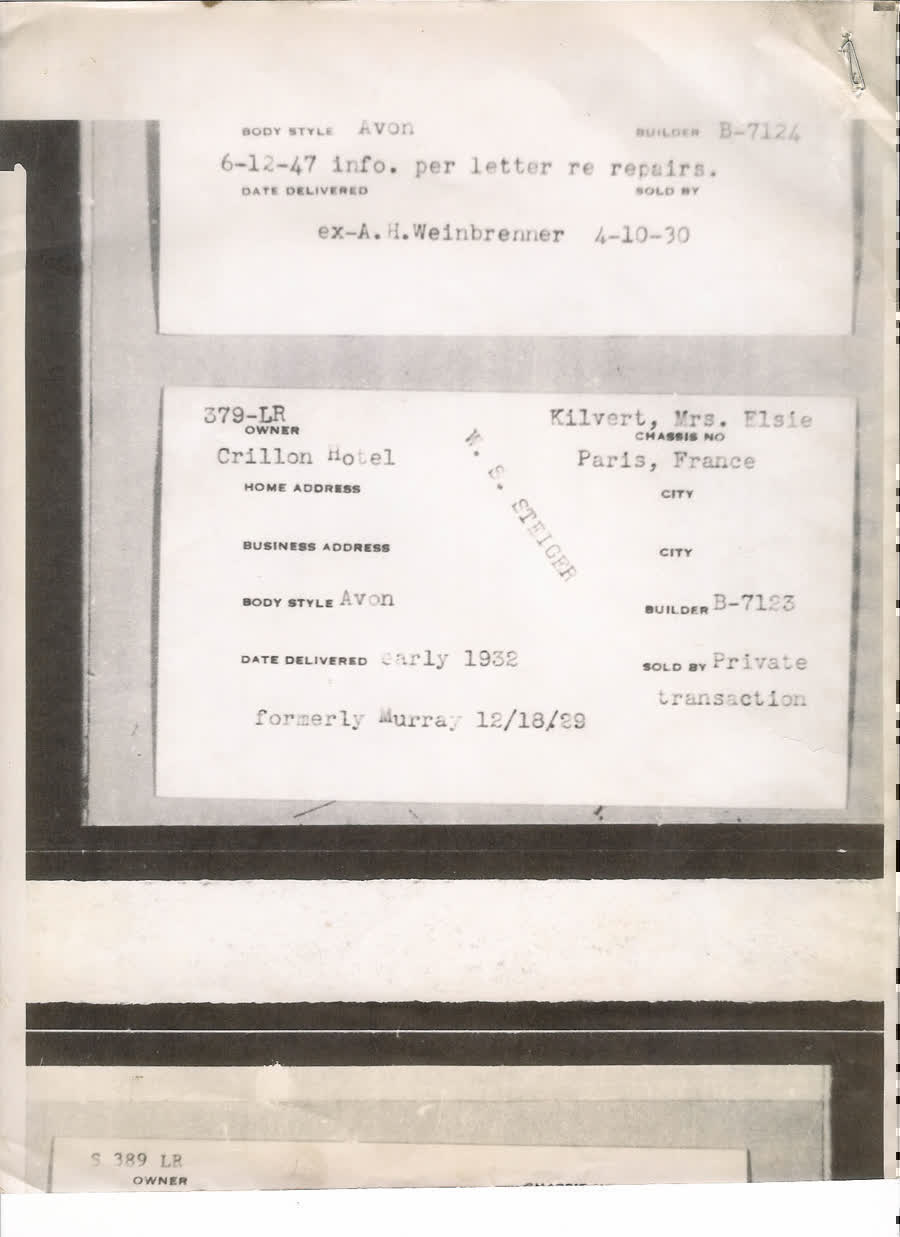 BODY STYLE Avon BUILDER B-7124
6-12-47 info. per letter re repairs.
DATE DELIVERED SOLD BY
ex-A.H.Weinbrenner 4-10-30
379-LR Kilvert, Mrs. Elsie
OWNER CHASSIS NO
Crillon Hotel Paris, France
HOME ADDRESS CITY
W. S. STEIGER
BUSINESS ADDRESS CITY
BODY STYLE Avon BUILDER B-7123
DATE DELIVERED early 1932 SOLD BY Private
transaction
formerly Murray 12/18/29
S 389 LR
OWNER